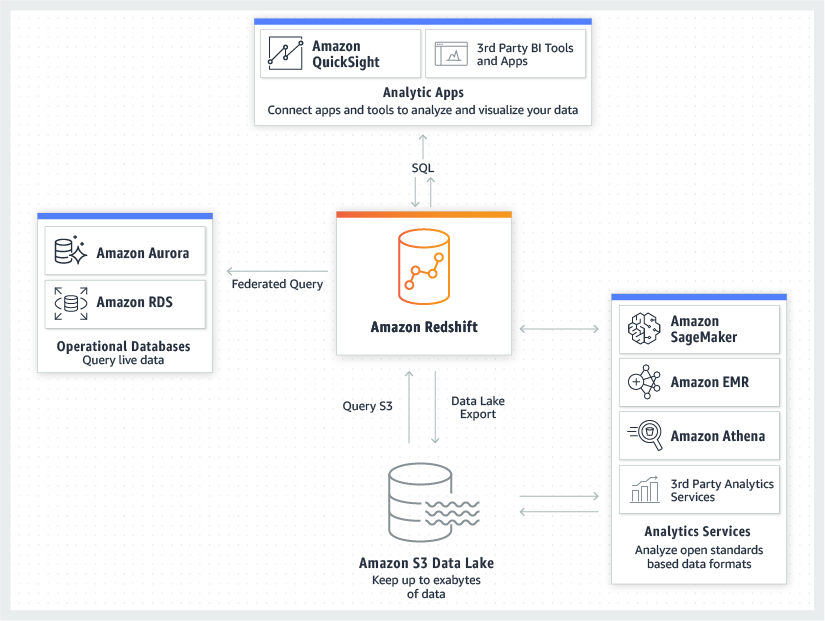 Amazon
QuickSight
3rd Party BI Tools
and Apps
Analytic Apps
Connect apps and tools to analyze and visualize your data
SQL
Amazon Aurora
Amazon RDS
Operational Databases
Query live data
Federated Query
Amazon Redshift
Query S3
Data Lake
Export
Amazon S3 Data Lake
Keep up to exabytes
of data
Amazon
SageMaker
Amazon EMR
Amazon Athena
3rd Party Analytics
Services
Analytics Services
Analyze open standards
based data formats